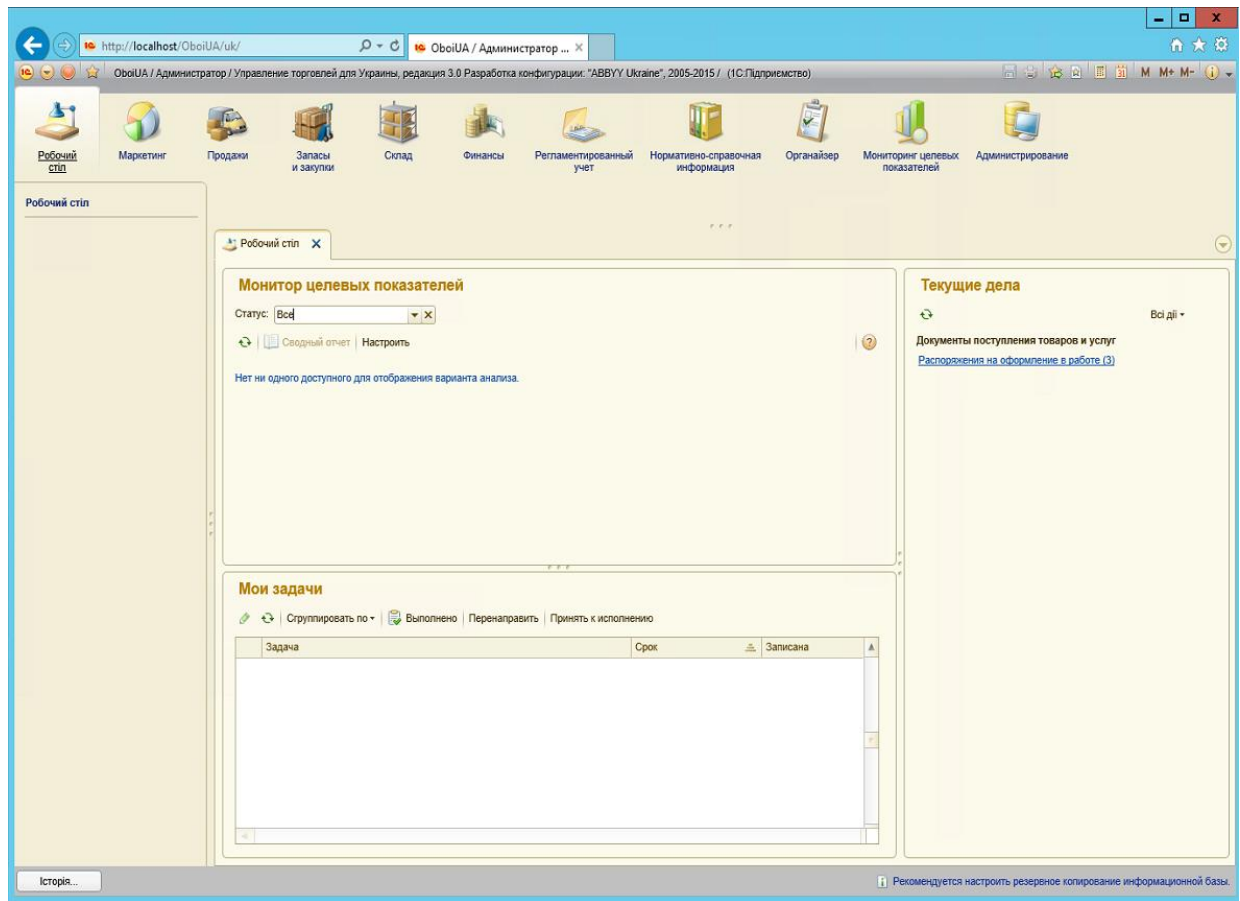 http://localhost/OboiUA/uk/
OboiUA / Администратор ...
OboiUA / Администратор / Управление торговлей для Украины, редакция 3.0 Разработка конфигурации: "ABBYY Ukraine", 2005-2015 / (1С:Підприємство)
M M+ M-
Робочий стіл
Маркетинг
Продажи
Запасы и закупки
Склад
Финансы
Регламентированный учет
Нормативно-справочная информация
Органайзер
Мониторинг целевых показателей
Администрирование
Робочий стіл
Робочий стіл
Монитор целевых показателей
Статус: Все
Сводный отчет Настроить
Нет ни одного доступного для отображения варианта анализа.
Текущие дела
Всі дії
Документы поступления товаров и услуг
Распоряжения на оформление в работе (3)
Мои задачи
Сгруппировать по Выполнено Перенаправить Принять к исполнению
Задача Срок Записана
Історія...
Рекомендуется настроить резервное копирование информационной базы.